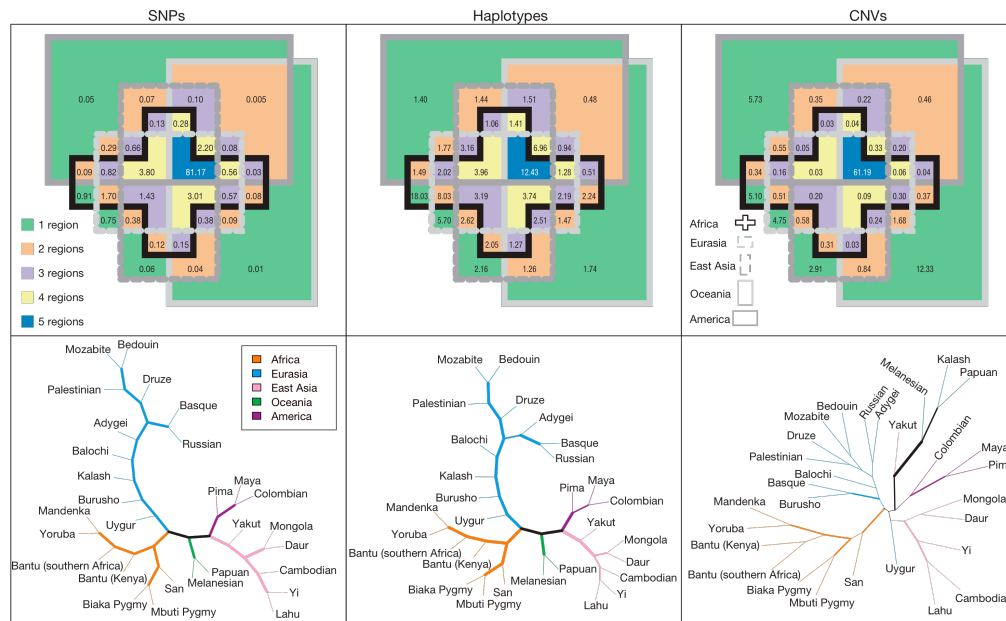 SNPs
Haplotypes
CNVs
0.05
0.07
0.10
0.005
0.13
0.28
0.29
0.66
2.20
0.08
0.09
0.82
3.80
81.17
0.56
0.03
0.91
1.70
1.43
3.01
0.57
0.08
0.75
0.38
0.38
0.09
0.12
0.15
0.06
0.04
0.01
1 region
2 regions
3 regions
4 regions
5 regions
1.40
1.44
1.51
0.48
1.06
1.41
1.77
3.16
6.96
0.94
1.49
2.02
3.96
12.43
1.28
0.51
18.03
8.03
3.19
3.74
2.19
2.24
5.70
2.62
2.51
1.47
2.05
1.27
2.16
1.26
1.74
5.73
0.35
0.22
0.46
0.03
0.04
0.55
0.05
0.33
0.20
0.34
0.16
0.03
61.19
0.06
0.04
5.10
0.51
0.20
0.09
0.30
0.37
4.75
0.58
0.24
1.68
0.31
0.03
2.91
0.84
12.33
Africa
Eurasia
East Asia
Oceania
America
Mozabite
Bedouin
Palestinian
Druze
Basque
Adygei
Russian
Balochi
Kalash
Burusho
Uygur
Mandenka
Yoruba
Bantu (southern Africa)
Bantu (Kenya)
Biaka Pygmy
Mbuti Pygmy
San
Melanesian
Papuan
Pima
Maya
Colombian
Yakut
Mongola
Daur
Cambodian
Yi
Lahu
Africa
Eurasia
East Asia
Oceania
America
Mozabite
Bedouin
Palestinian
Druze
Adygei
Basque
Russian
Balochi
Kalash
Burusho
Uygur
Mandenka
Yoruba
Bantu (southern Africa)
Bantu (Kenya)
Biaka Pygmy
Mbuti Pygmy
San
Melanesian
Papuan
Pima
Maya
Colombian
Yakut
Mongola
Daur
Cambodian
Yi
Lahu
Kalash
Papuan
Melanesian
Russian
Adygei
Bedouin
Mozabite
Druze
Palestinian
Balochi
Basque
Burusho
Yakut
Colombian
Maya
Pima
Mandenka
Yoruba
Bantu (Kenya)
Bantu (southern Africa)
Biaka Pygmy
Mbuti Pygmy
San
Uygur
Mongola
Daur
Yi
Cambodian
Lahu